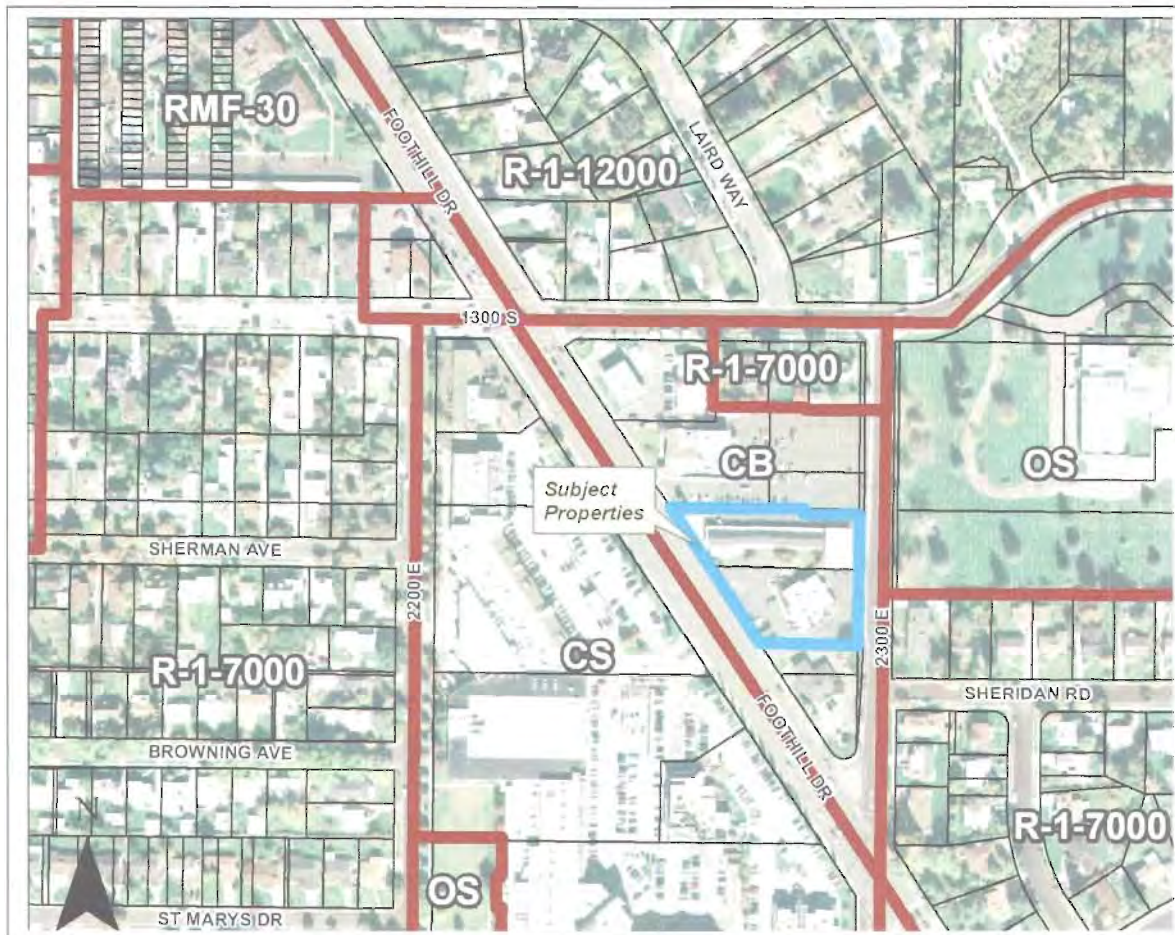 RMF-30
FOOTHILL DR
R-1-12000
LAIRD WAY
1300 S
R-1-7000
CB
OS
Subject
Properties
SHERMAN AVE
2200 E
CS
2300 E
R-1-7000
SHERIDAN RD
BROWNING AVE
FOOTHILL DR
R-1-7000
N
OS
ST MARYS DR